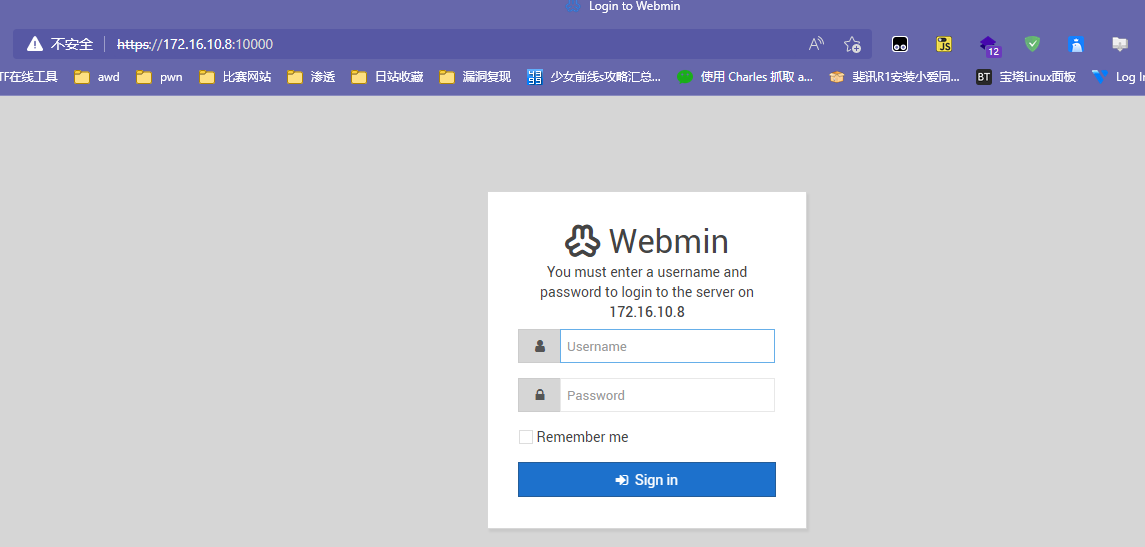 Login to Webmin
不安全 https://172.16.10.8:10000
12
TF在线工具 awd pwn 比赛网站 渗透 日站收藏 漏洞复现 少女前线s攻略汇总... 使用 Charles 抓取 a... 斐讯R1安装小爱同... BT 宝塔Linux面板 Log In
Webmin
You must enter a username and
password to login to the server on
172.16.10.8
Username
Password
Remember me
Sign in